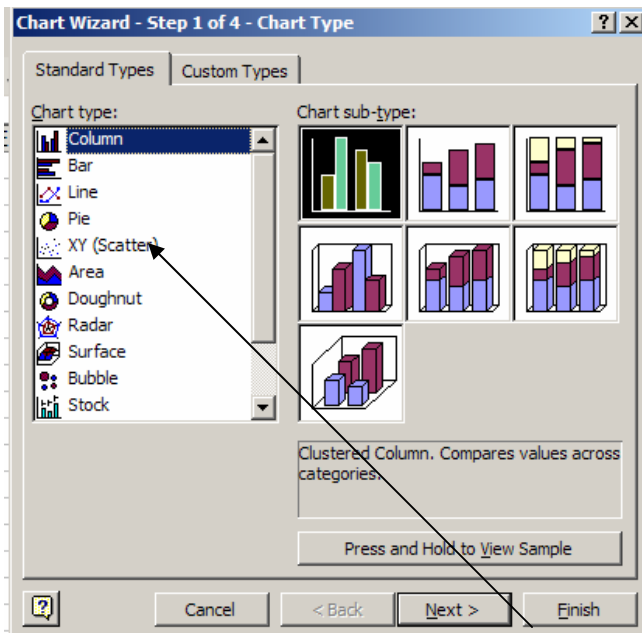 Chart Wizard - Step 1 of 4 - Chart Type
Standard Types
Custom Types
Chart type:
Column
Bar
Line
Pie
XY (Scatter)
Area
Doughnut
Radar
Surface
Bubble
Stock
Chart sub-type:
Clustered Column. Compares values across
categories.
Press and Hold to View Sample
Cancel
< Back
Next >
Finish